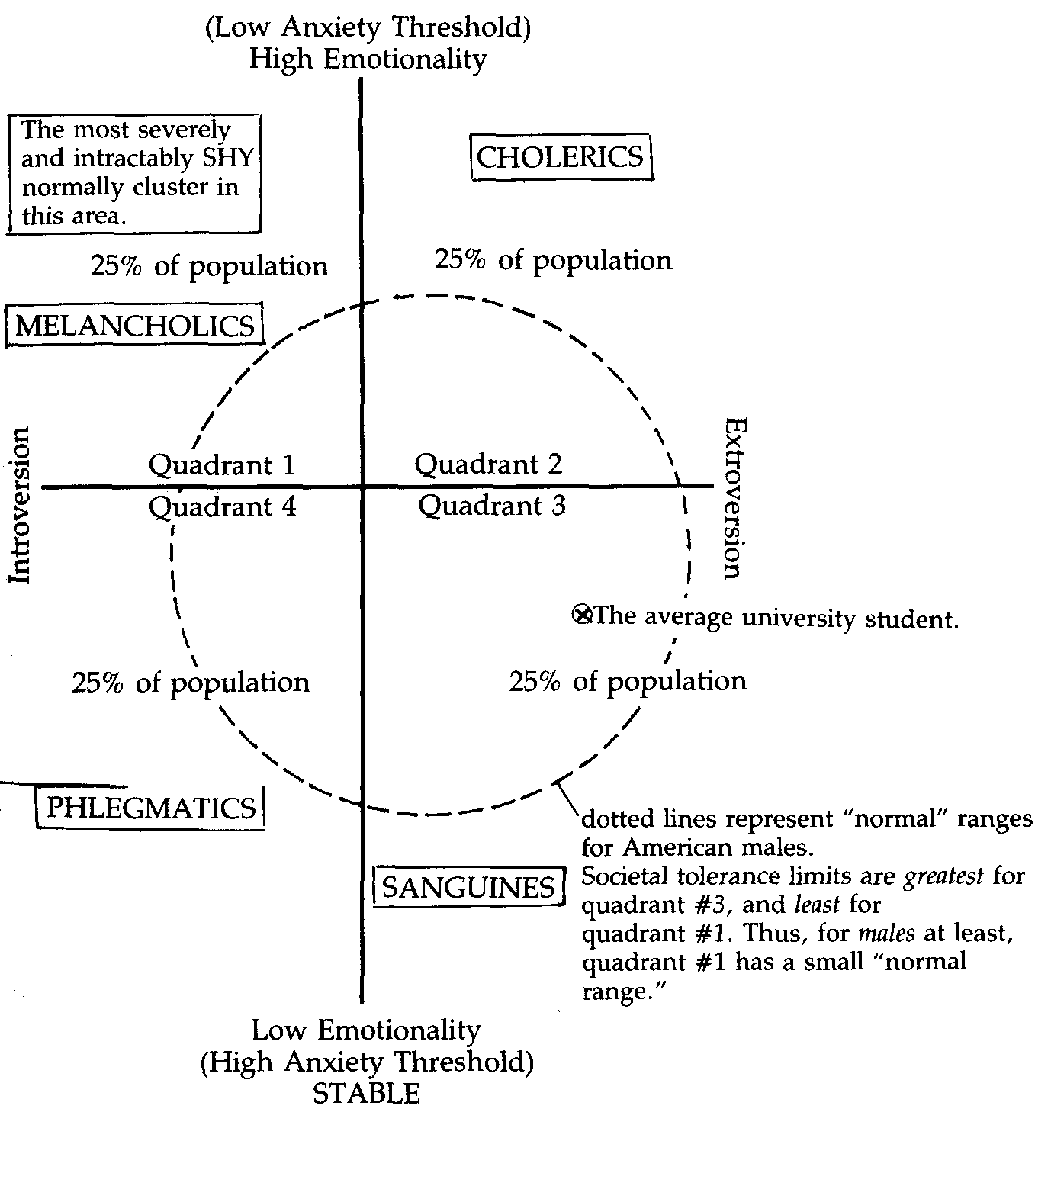 (Low Anxiety Threshold)
High Emotionality
The most severely
and intractably SHY
normally cluster in
this area.
CHOLERICS
25% of population
25% of population
MELANCHOLICS
Introversion
Extroversion
Quadrant 1
Quadrant 2
Quadrant 4
Quadrant 3
The average university student.
25% of population
25% of population
PHLEGMATICS
SANGUINES
dotted lines represent “normal” ranges
for American males.
Societal tolerance limits are greatest for
quadrant #3, and least for
quadrant #1. Thus, for males at least,
quadrant #1 has a small “normal
range.”
Low Emotionality
(High Anxiety Threshold)
STABLE